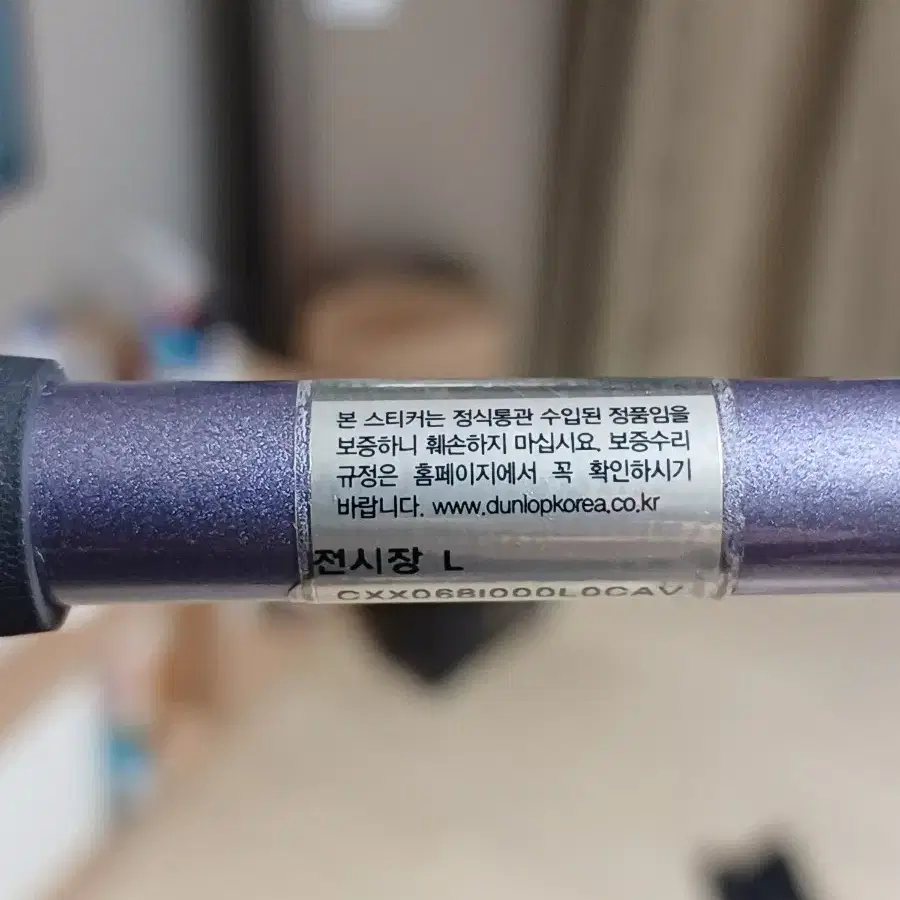 본 스티커는 정식통관 수입된 정품임을
보증하니 훼손하지 마십시요. 보증수리
규정은 홈페이지에서 꼭 확인하시기
바랍니다. www.dunlopkorea.co.kr
전시장 L
CXX068I000L0CAV